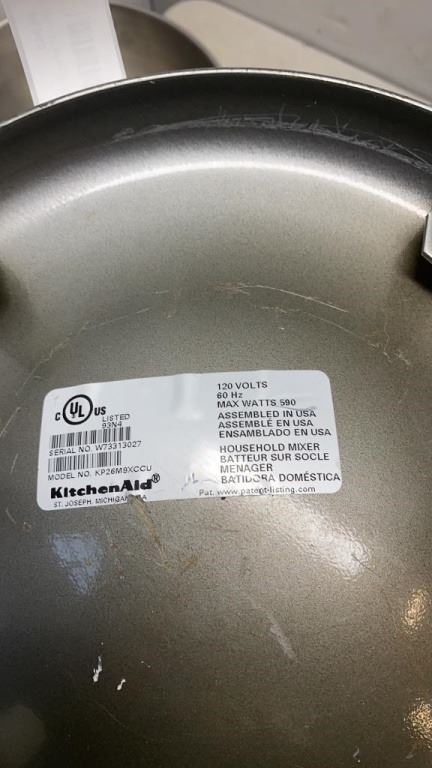 C UL US
LISTED
93N4
SERIAL NO. W73313027
MODEL NO. KP26M9XCCU
KitchenAid®
ST. JOSEPH, MICHIGAN USA
120 VOLTS
60 Hz
MAX WATTS 590
ASSEMBLED IN USA
ASSEMBLÉ EN USA
ENSAMBLADO EN USA
HOUSEHOLD MIXER
BATTEUR SUR SOCLE
MENAGER
BATIDORA DOMÉSTICA
Pat. www.patent-listing.com